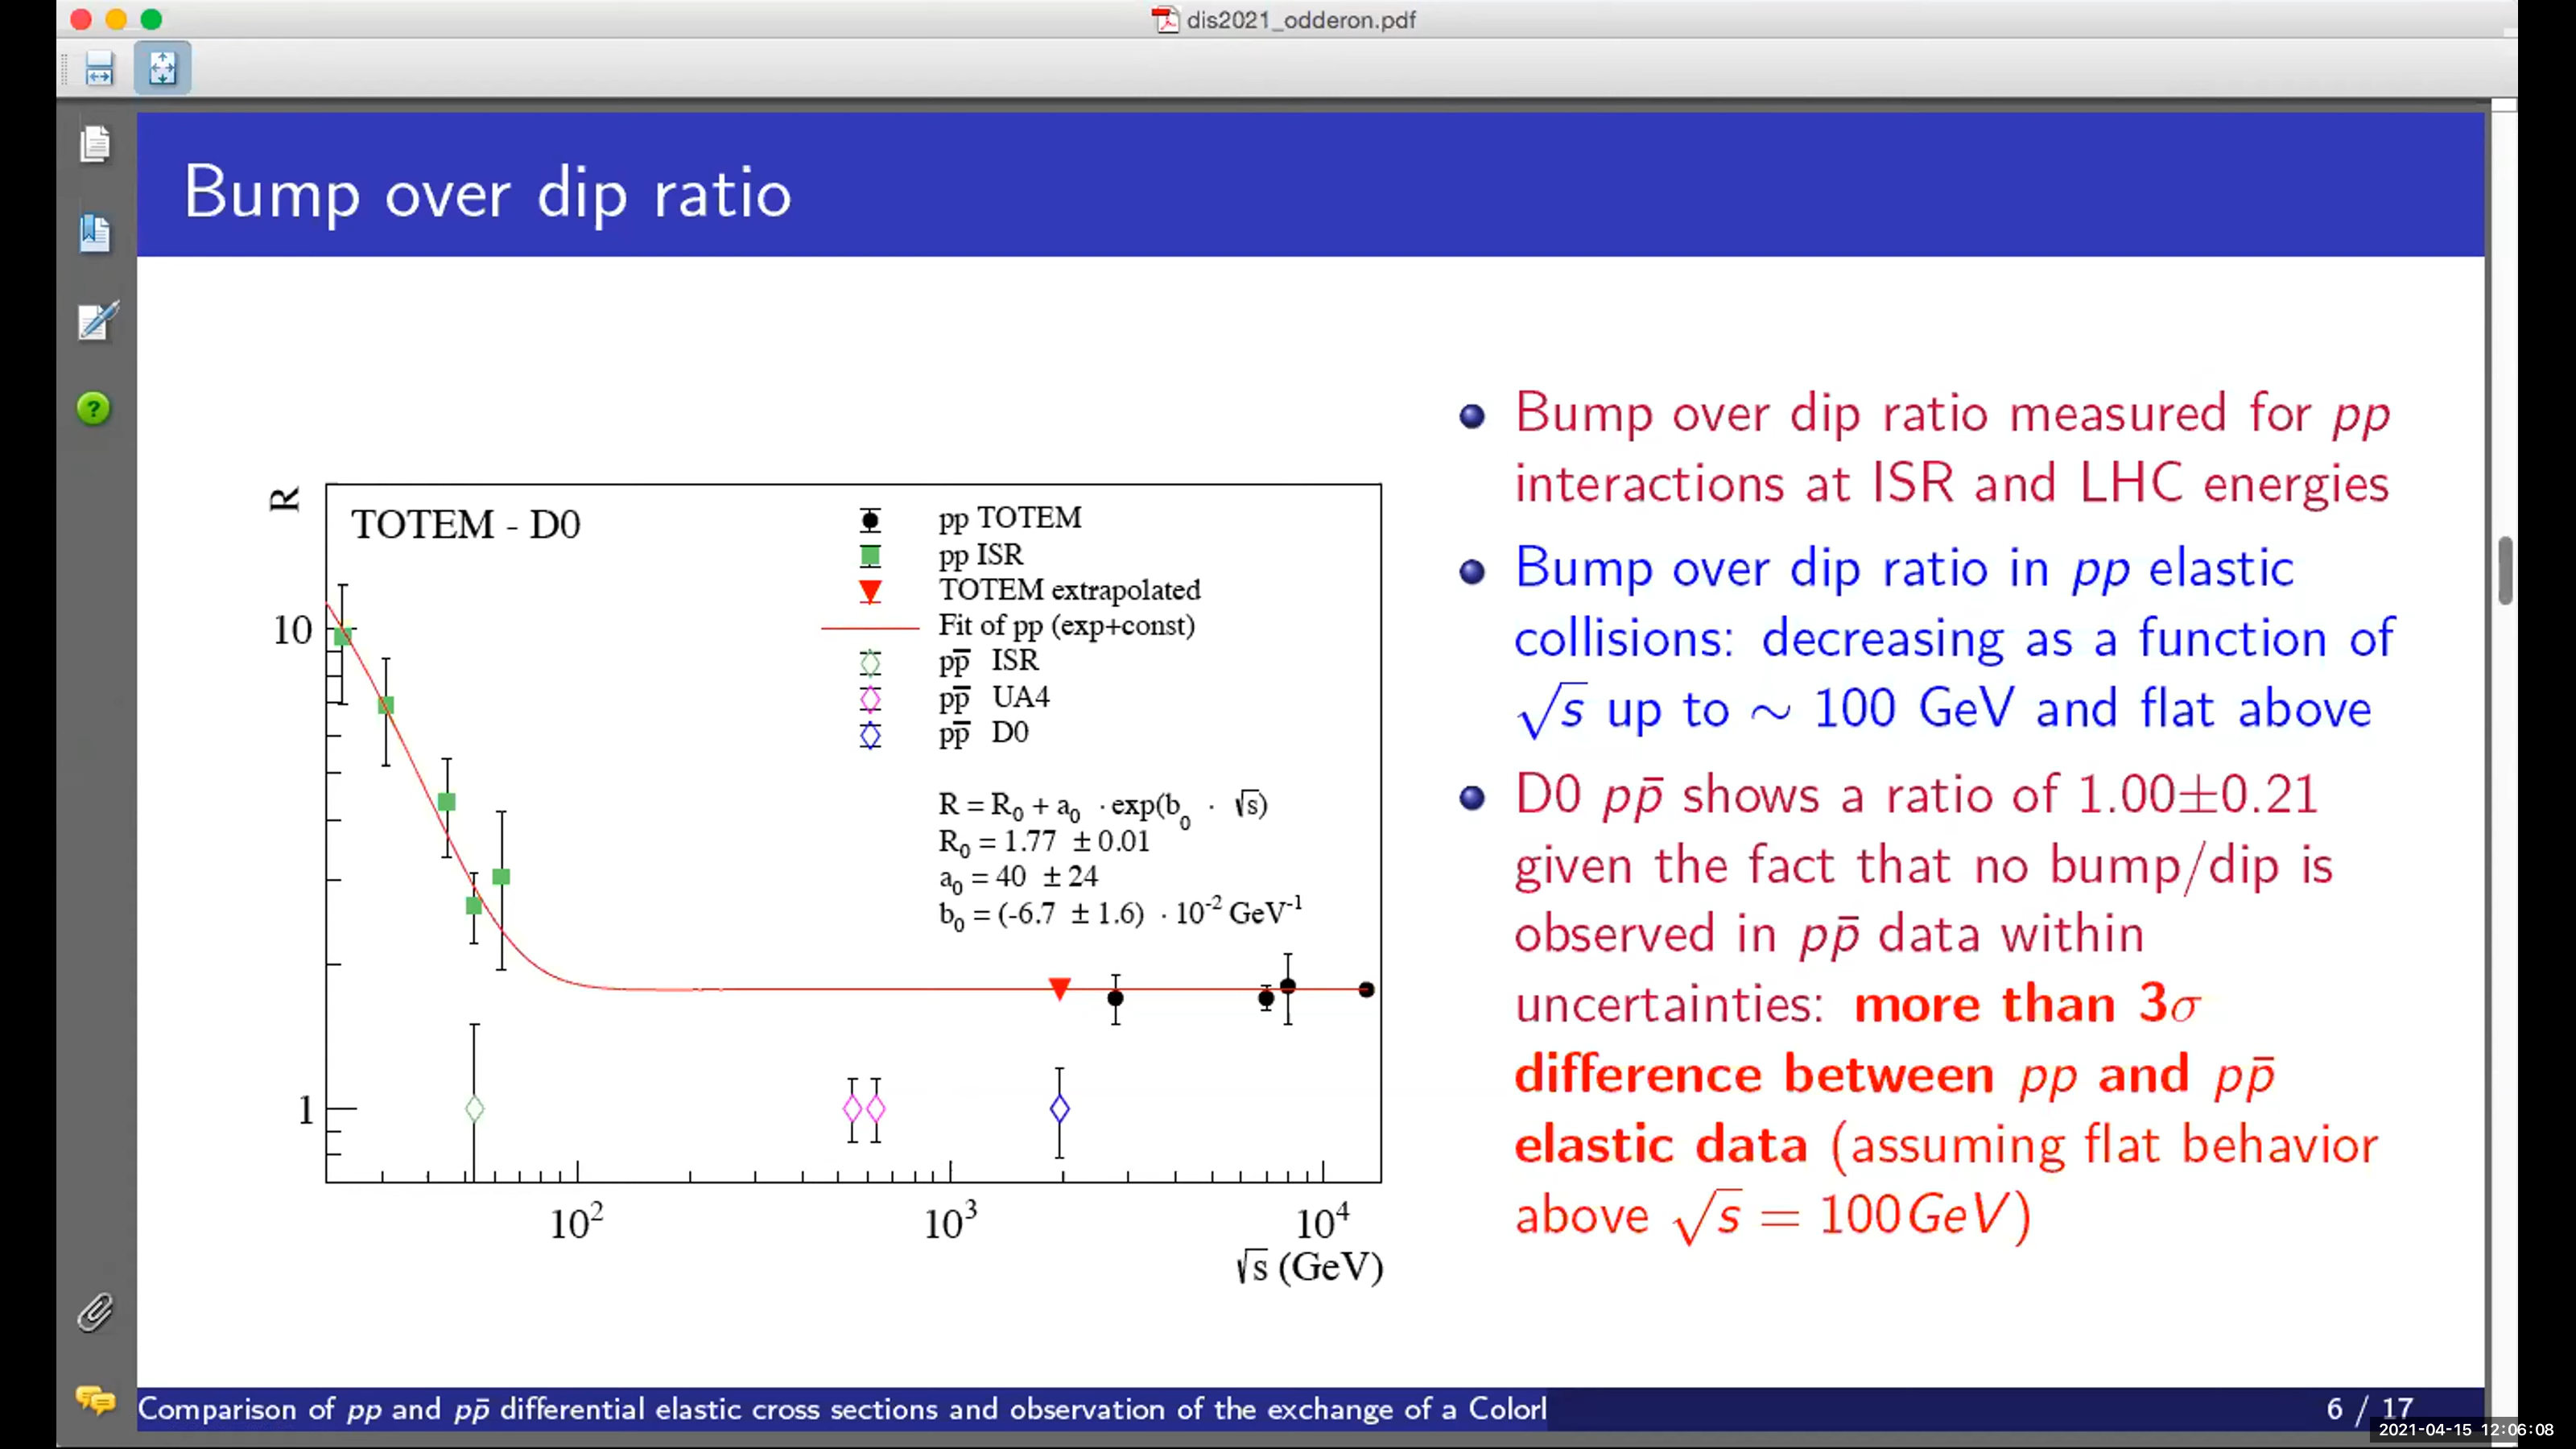 dis2021_odderon.pdf
Bump over dip ratio
R
TOTEM - D0
pp TOTEM
pp ISR
TOTEM extrapolated
Fit of pp (exp+const)
pp̅ ISR
pp̅ UA4
pp̅ D0
R = R₀ + a₀ · exp(b₀ · √s)
R₀ = 1.77 ± 0.01
a₀ = 40 ± 24
b₀ = (-6.7 ± 1.6) · 10⁻² GeV⁻¹
10
1
10² 10³ 10⁴
√s (GeV)
Bump over dip ratio measured for pp
interactions at ISR and LHC energies
Bump over dip ratio in pp elastic
collisions: decreasing as a function of
√s up to ∼ 100 GeV and flat above
D0 pp̄ shows a ratio of 1.00±0.21
given the fact that no bump/dip is
observed in pp̄ data within
uncertainties: more than 3σ
difference between pp and pp̄
elastic data (assuming flat behavior
above √s = 100GeV)
Comparison of pp and pp̄ differential elastic cross sections and observation of the exchange of a Colorl
6 / 17
2021-04-15 12:06:08